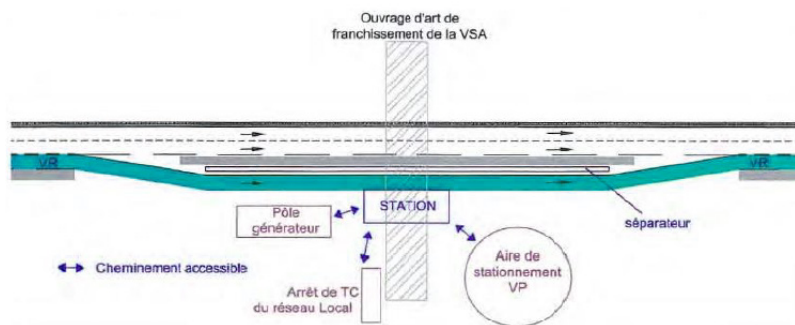 Ouvrage d'art de
franchissement de la VSA
VR
VR
STATION
séparateur
Pôle
générateur
Aire de
stationnement
VP
Cheminement accessible
Arrêt de TC
du réseau Local